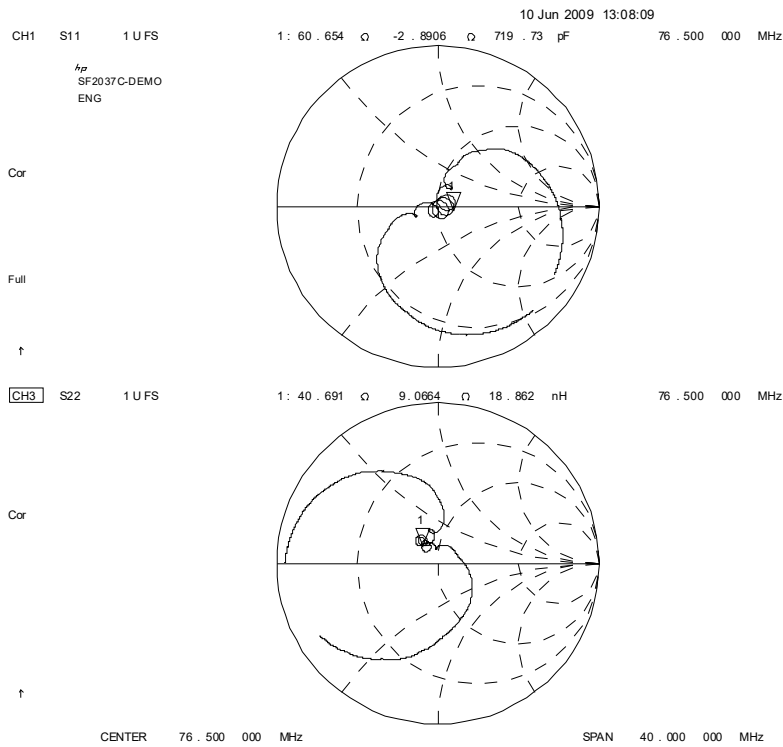 10 Jun 2009 13:08:09
CH1 S11 1 U FS 1: 60.654 Ω -2.8906 Ω 719.73 pF 76.500 000 MHz
hp
SF2037C-DEMO
ENG
Cor
1
Full
↑
CH3 S22 1 U FS 1: 40.691 Ω 9.0664 Ω 18.862 nH 76.500 000 MHz
1
Cor
↑
CENTER 76.500 000 MHz SPAN 40.000 000 MHz